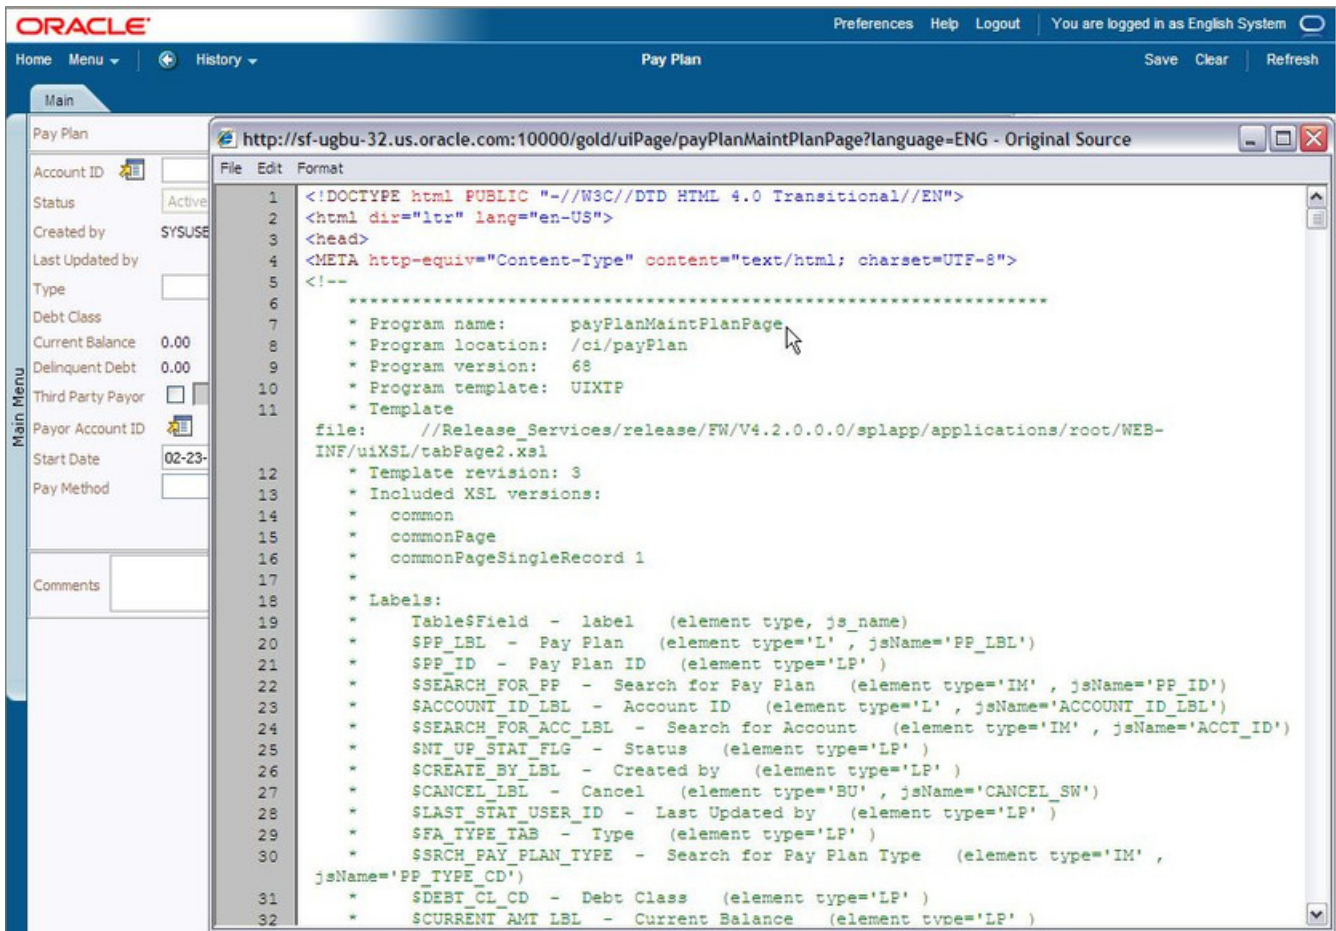 ORACLE
Preferences Help Logout You are logged in as English System
Home Menu History Pay Plan Save Clear Refresh
Main
Main Menu
Pay Plan
Account ID
Status Active
Created by SYSUSE
Last Updated by
Type
Debt Class
Current Balance 0.00
Delinquent Debt 0.00
Third Party Payor
Payor Account ID
Start Date 02-23-
Pay Method
Comments
http://sf-ugbu-32.us.oracle.com:10000/gold/uiPage/payPlanMaintPlanPage?language=ENG - Original Source
File Edit Format
1 <!DOCTYPE html PUBLIC "-//W3C//DTD HTML 4.0 Transitional//EN">
2 <html dir="ltr" lang="en-US">
3 <head>
4 <META http-equiv="Content-Type" content="text/html; charset=UTF-8">
5 <!--
6 ******************************************************************
7 * Program name: payPlanMaintPlanPage
8 * Program location: /ci/payPlan
9 * Program version: 68
10 * Program template: UIXTP
11 * Template
file: //Release_Services/release/FW/V4.2.0.0.0/splapp/applications/root/WEB-
INF/uiXSL/tabPage2.xsl
12 * Template revision: 3
13 * Included XSL versions:
14 * common
15 * commonPage
16 * commonPageSingleRecord 1
17 *
18 * Labels:
19 * Table$Field - label (element type, js_name)
20 * $PP_LBL - Pay Plan (element type='L' , jsName='PP_LBL')
21 * $PP_ID - Pay Plan ID (element type='LP' )
22 * $SEARCH_FOR_PP - Search for Pay Plan (element type='IM' , jsName='PP_ID')
23 * $ACCOUNT_ID_LBL - Account ID (element type='L' , jsName='ACCOUNT_ID_LBL')
24 * $SEARCH_FOR_ACC_LBL - Search for Account (element type='IM' , jsName='ACCT_ID')
25 * $NT_UP_STAT_FLG - Status (element type='LP' )
26 * $CREATE_BY_LBL - Created by (element type='LP' )
27 * $CANCEL_LBL - Cancel (element type='BU' , jsName='CANCEL_SW')
28 * $LAST_STAT_USER_ID - Last Updated by (element type='LP' )
29 * $FA_TYPE_TAB - Type (element type='LP' )
30 * $SRCH_PAY_PLAN_TYPE - Search for Pay Plan Type (element type='IM' ,
jsName='PP_TYPE_CD')
31 * $DEBT_CL_CD - Debt Class (element type='LP' )
32 * $CURRENT_AMT_LBL - Current Balance (element type='LP' )